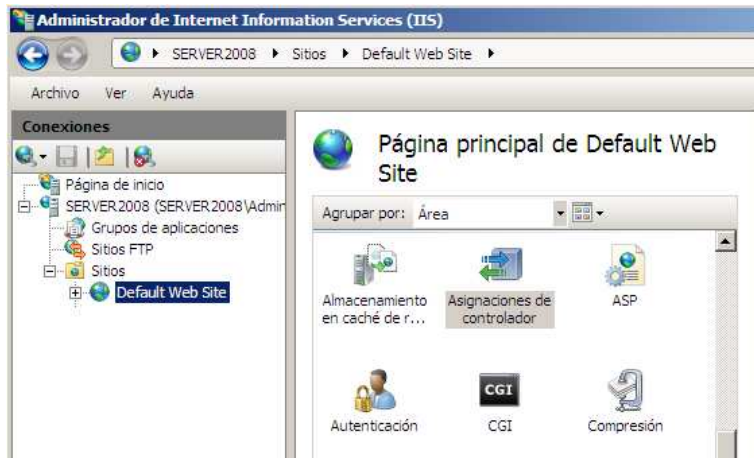 Administrador de Internet Information Services (IIS)
SERVER2008 Sitios Default Web Site
Archivo Ver Ayuda
Conexiones
Página de inicio
SERVER2008 (SERVER2008\Admin
Grupos de aplicaciones
Sitios FTP
Sitios
Default Web Site
Página principal de Default Web
Site
Agrupar por: Área
Almacenamiento
en caché de r...
Asignaciones de
controlador
ASP
CGI
Autenticación
CGI
Compresión